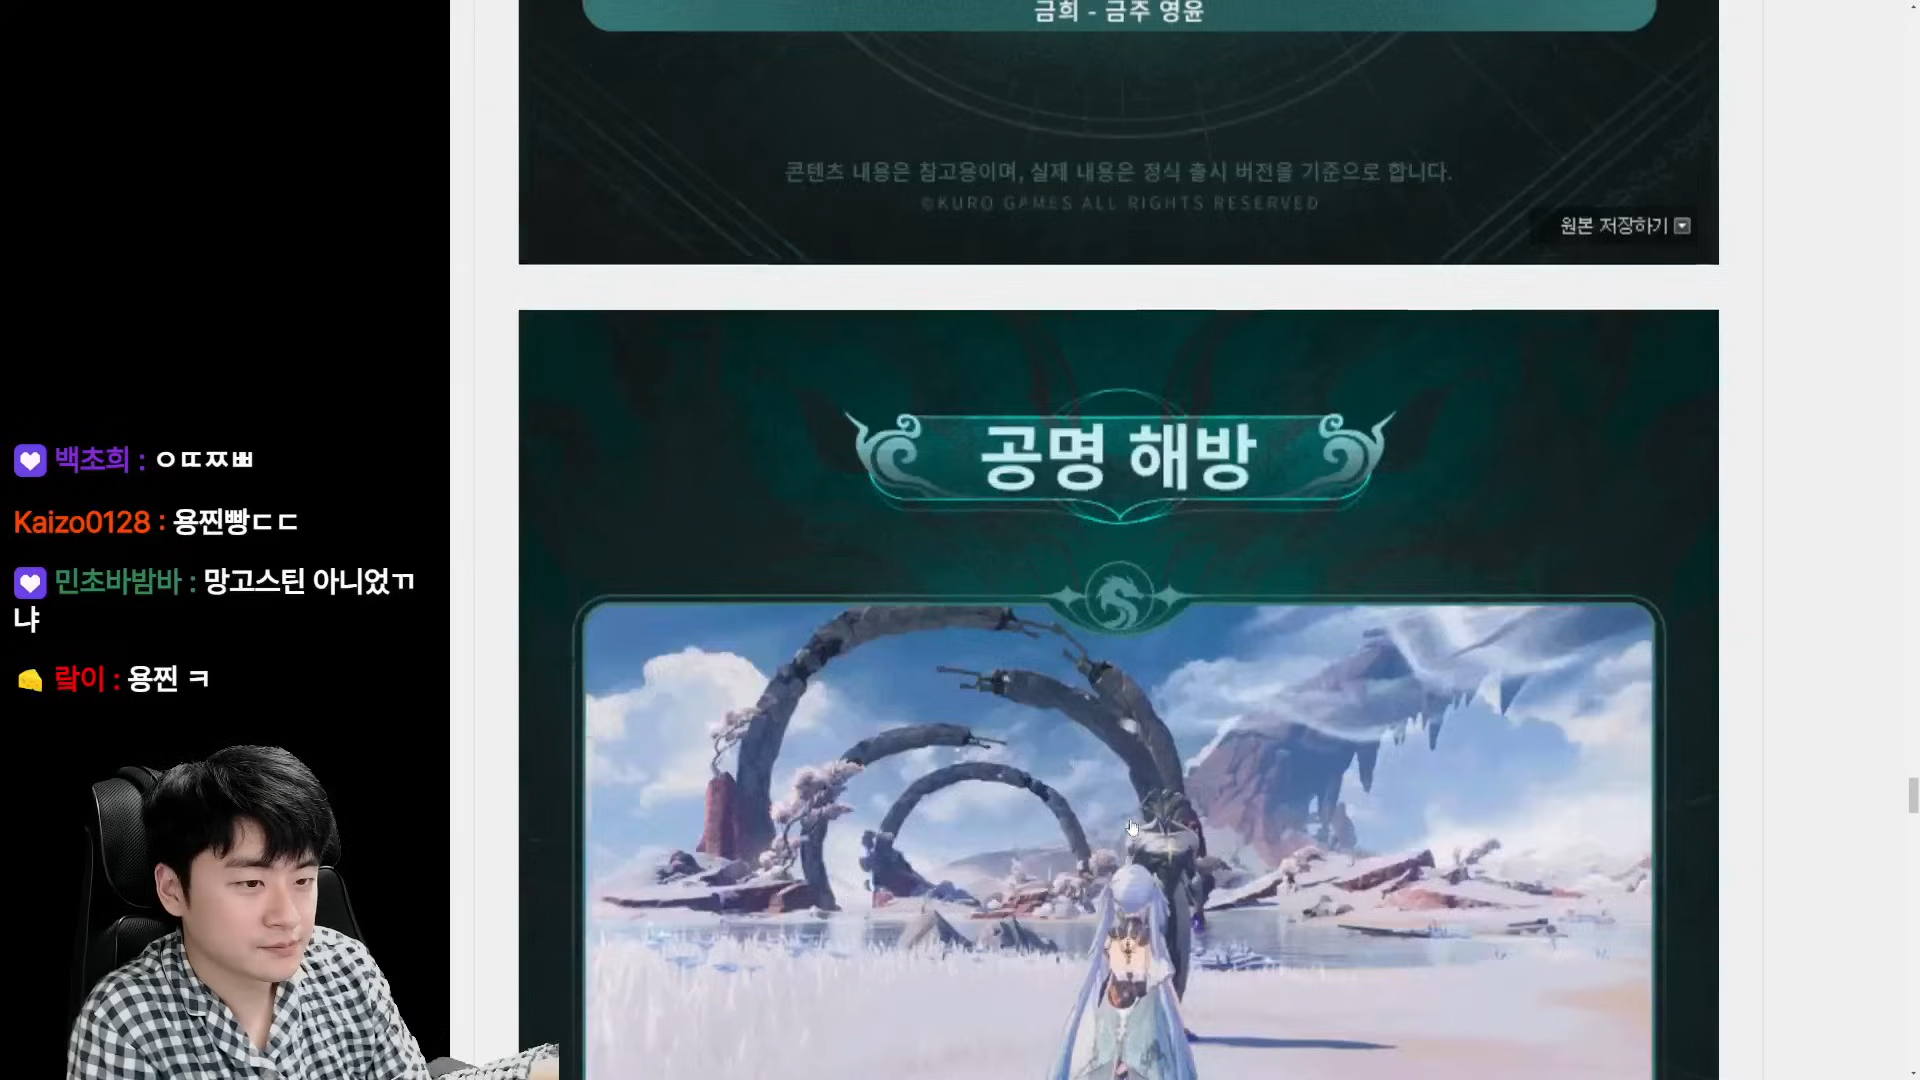 금희 - 금주 영윤
콘텐츠 내용은 참고용이며, 실제 내용은 정식 출시 버전을 기준으로 합니다.
©KURO GAMES ALL RIGHTS RESERVED
원본 저장하기
공명 해방
백초희 : ㅇㄸㅉㅃ
Kaizo0128 : 용찐빵ㄷㄷ
민초바밤바 : 망고스틴 아니었ㄲ
냐
랔이 : 용찐 ㅋ